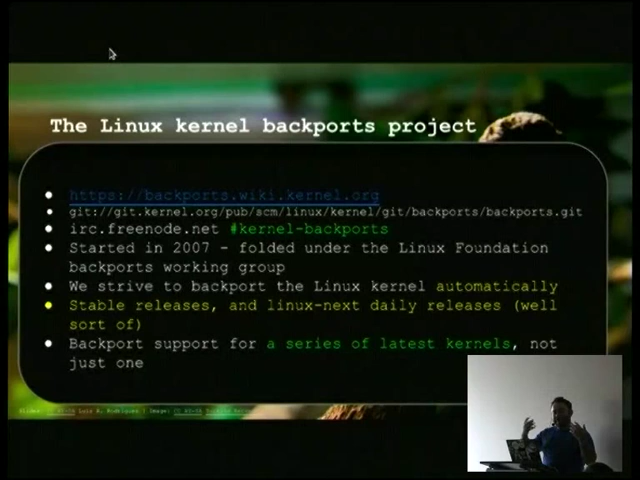 The Linux kernel backports project
https://backports.wiki.kernel.org
git://git.kernel.org/pub/scm/linux/kernel/git/backports/backports.git
irc.freenode.net #kernel-backports
Started in 2007 - folded under the Linux Foundation
backports working group
We strive to backport the Linux kernel automatically
Stable releases, and linux-next daily releases (well
sort of)
Backport support for a series of latest kernels, not
just one
Luis R. Rodriguez | Image: